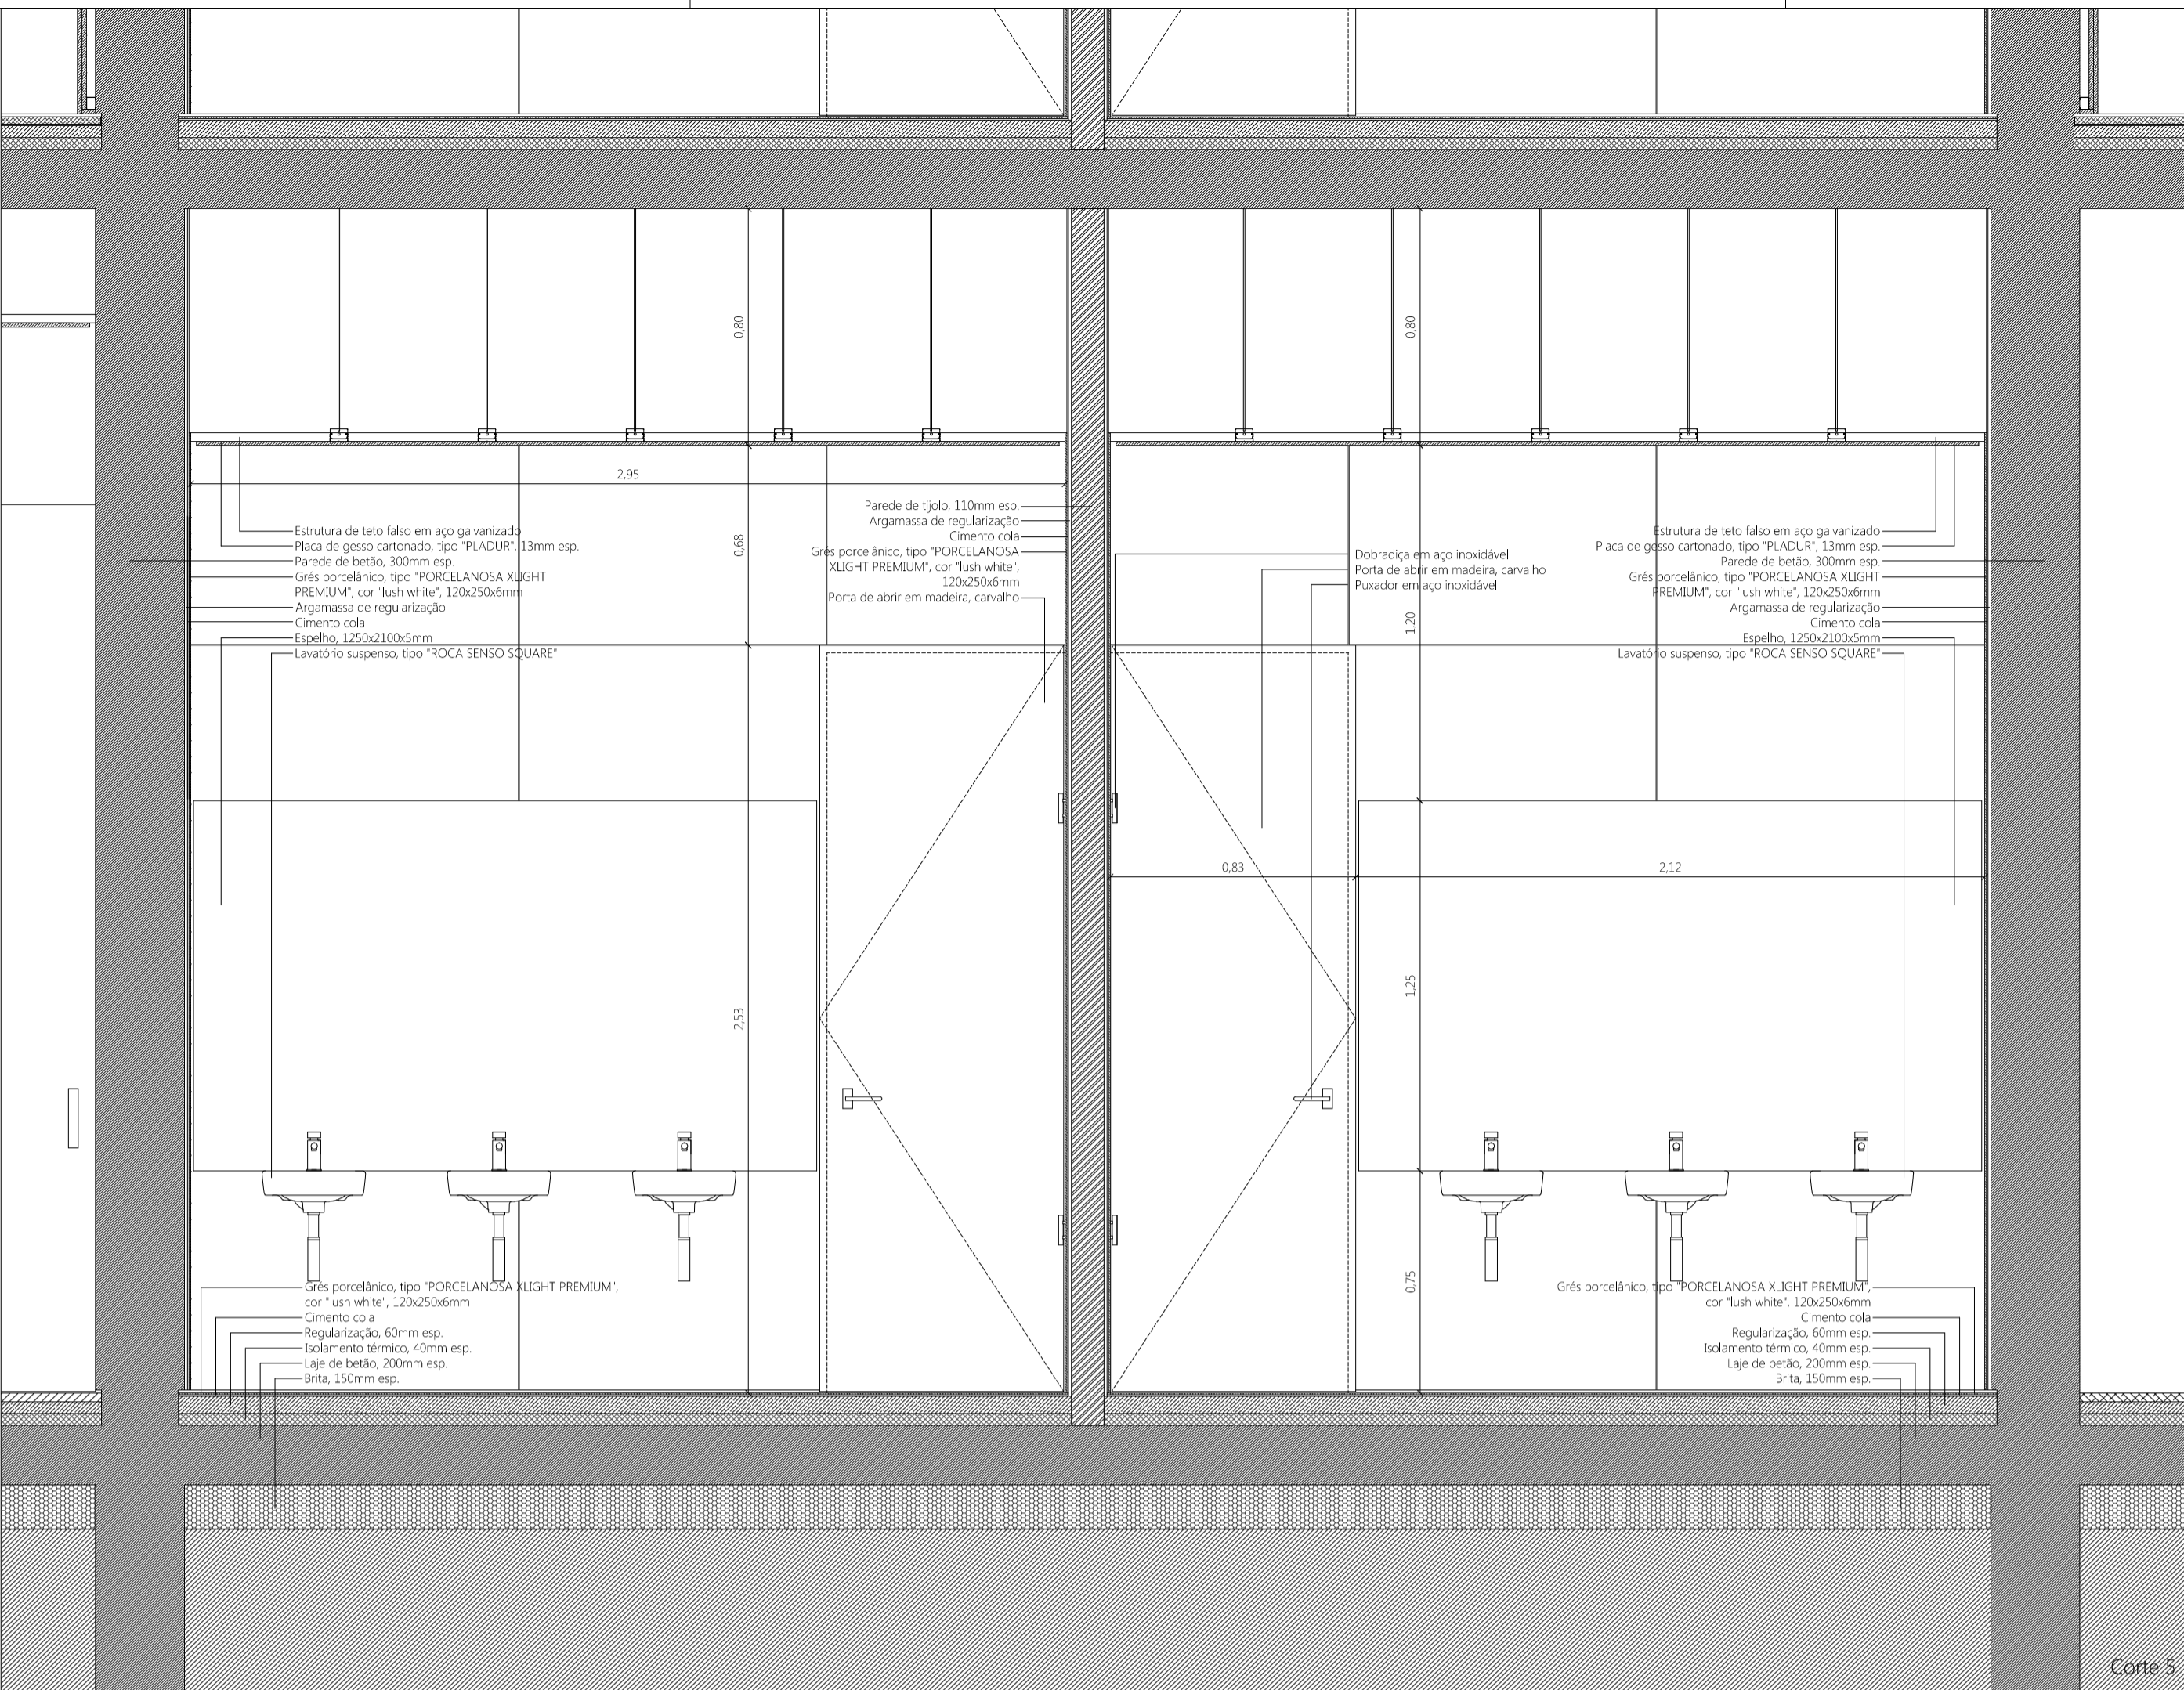 0,80
0,80
2,95
Estrutura de teto falso em aço galvanizado
Placa de gesso cartonado, tipo "PLADUR", 13mm esp.
Parede de betão, 300mm esp.
Grés porcelânico, tipo "PORCELANOSA XLIGHT
PREMIUM", cor "lush white", 120x250x6mm
Argamassa de regularização
Cimento cola
Espelho, 1250x2100x5mm
Lavatório suspenso, tipo "ROCA SENSO SQUARE"
0,68
Parede de tijolo, 110mm esp.
Argamassa de regularização
Cimento cola
Grés porcelânico, tipo "PORCELANOSA
XLIGHT PREMIUM", cor "lush white",
120x250x6mm
Porta de abrir em madeira, carvalho
Dobradiça em aço inoxidável
Porta de abrir em madeira, carvalho
Puxador em aço inoxidável
1,20
Estrutura de teto falso em aço galvanizado
Placa de gesso cartonado, tipo "PLADUR", 13mm esp.
Parede de betão, 300mm esp.
Grés porcelânico, tipo "PORCELANOSA XLIGHT
PREMIUM", cor "lush white", 120x250x6mm
Argamassa de regularização
Cimento cola
Espelho, 1250x2100x5mm
Lavatório suspenso, tipo "ROCA SENSO SQUARE"
0,83
2,12
2,53
1,25
0,75
Grés porcelânico, tipo "PORCELANOSA XLIGHT PREMIUM",
cor "lush white", 120x250x6mm
Cimento cola
Regularização, 60mm esp.
Isolamento térmico, 40mm esp.
Laje de betão, 200mm esp.
Brita, 150mm esp.
Grés porcelânico, tipo "PORCELANOSA XLIGHT PREMIUM",
cor "lush white", 120x250x6mm
Cimento cola
Regularização, 60mm esp.
Isolamento térmico, 40mm esp.
Laje de betão, 200mm esp.
Brita, 150mm esp.
Corte 5